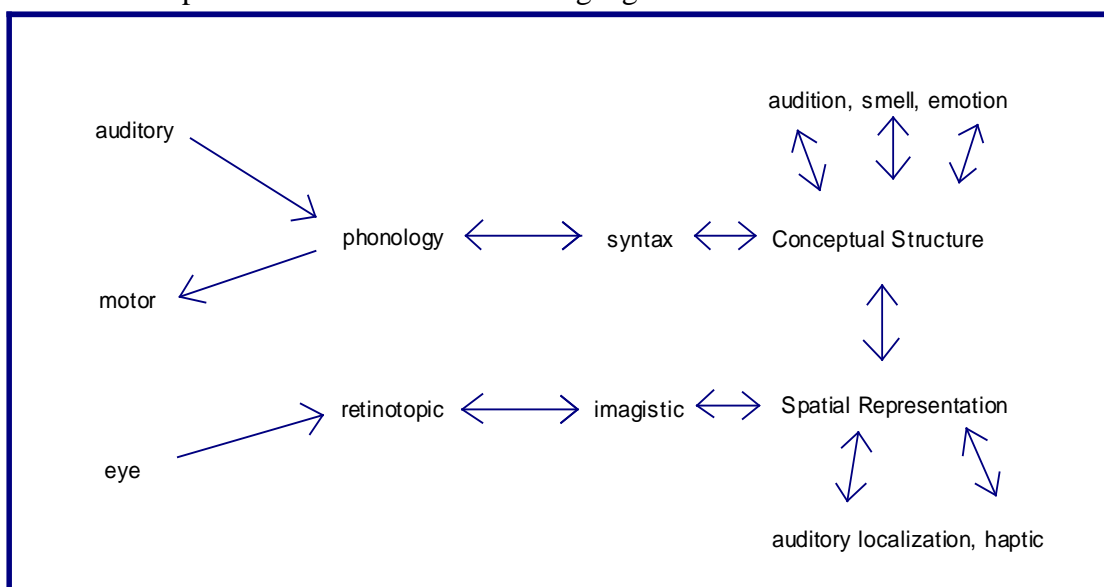 audition, smell, emotion
auditory
phonology syntax Conceptual Structure
motor
retinotopic imagistic Spatial Representation
eye
auditory localization, haptic